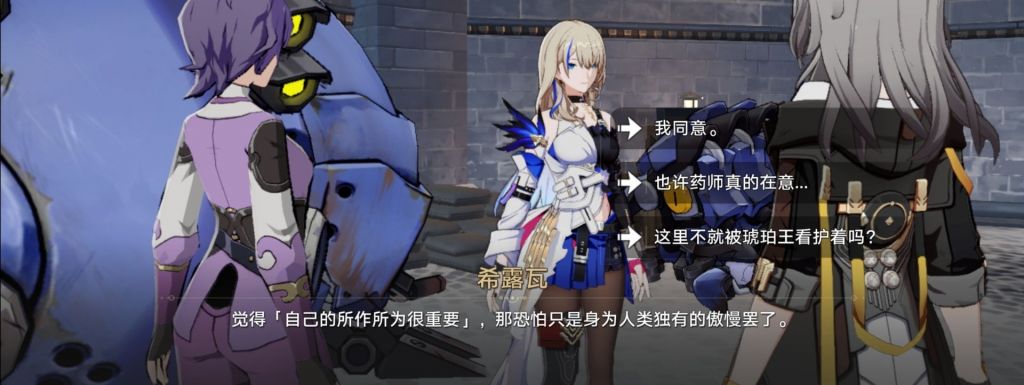 我同意。
也许药师真的在意...
这里不就被琥珀王看护着吗?
希露瓦
觉得「自己的所作所为很重要」，那恐怕只是身为人类独有的傲慢罢了。